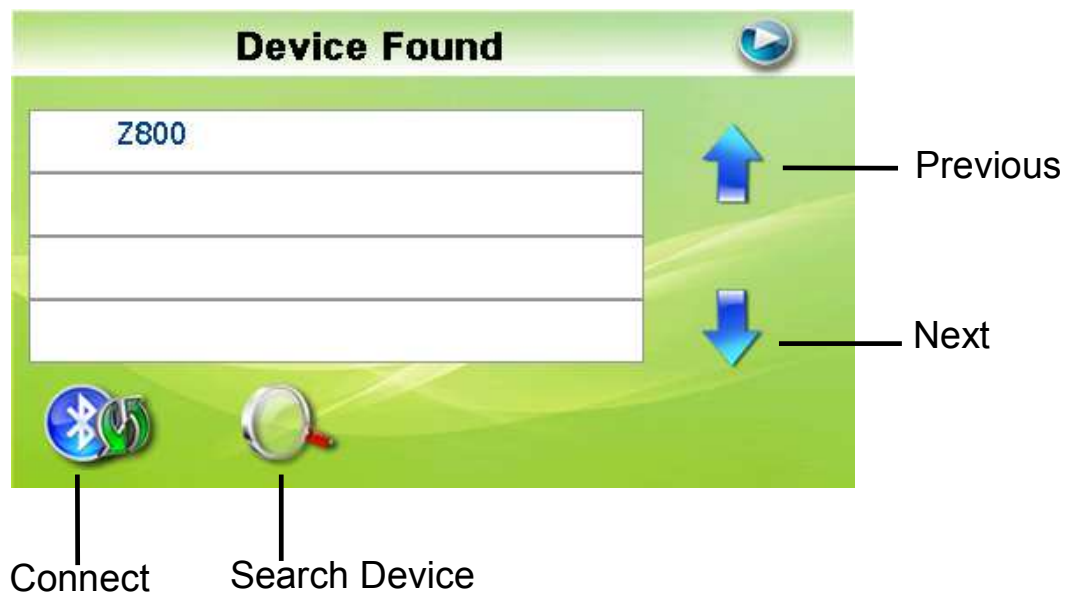 Device Found
Z800
Previous
Next
Connect
Search Device